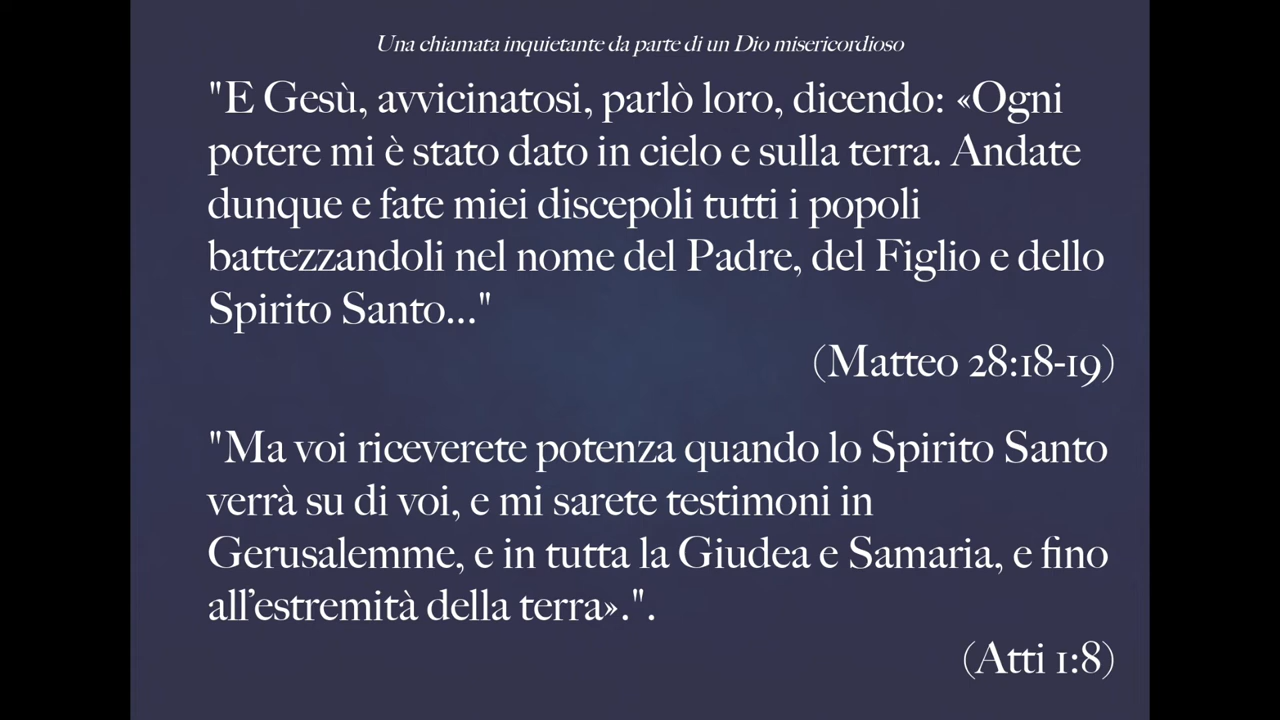 Una chiamata inquietante da parte di un Dio misericordioso
"E Gesù, avvicinatosi, parlò loro, dicendo: «Ogni
potere mi è stato dato in cielo e sulla terra. Andate
dunque e fate miei discepoli tutti i popoli
battezzandoli nel nome del Padre, del Figlio e dello
Spirito Santo..."
(Matteo 28:18-19)
"Ma voi riceverete potenza quando lo Spirito Santo
verrà su di voi, e mi sarete testimoni in
Gerusalemme, e in tutta la Giudea e Samaria, e fino
all'estremità della terra».".
(Atti 1:8)